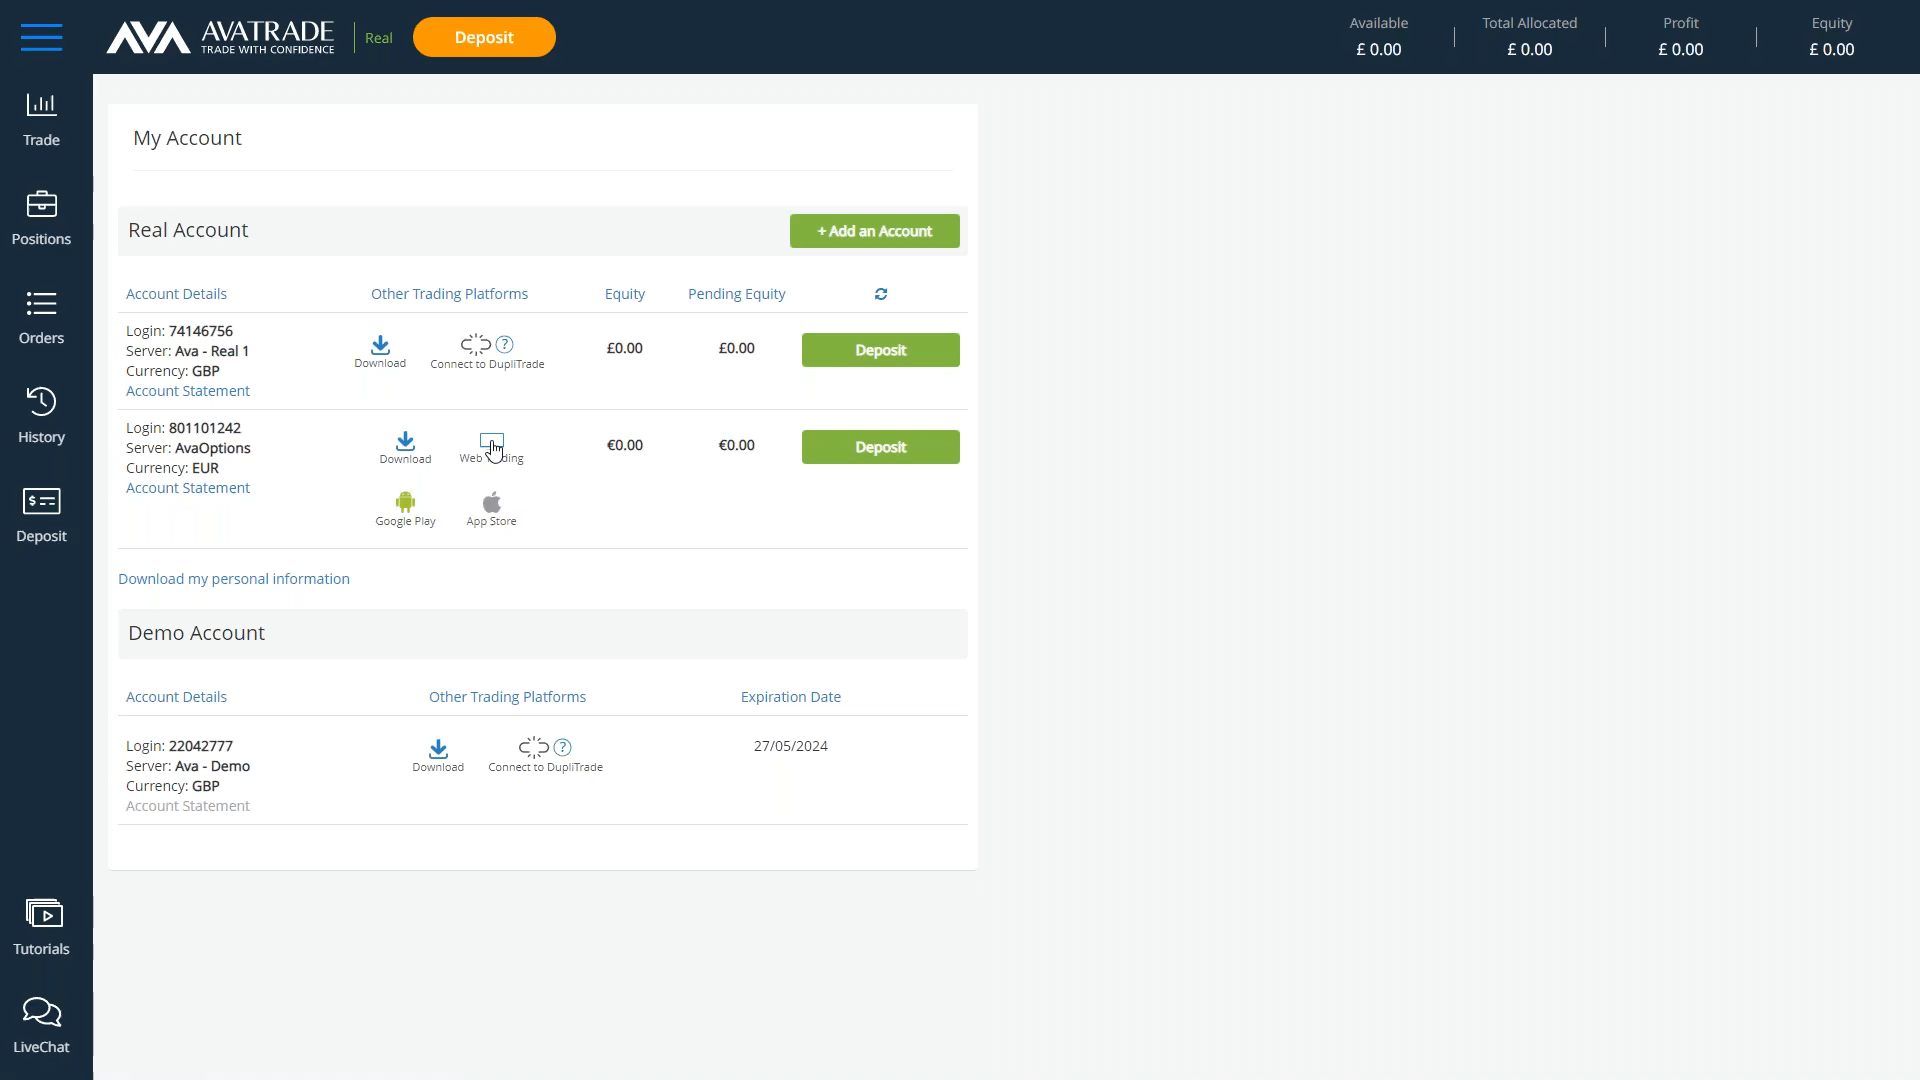 AVATRADE
TRADE WITH CONFIDENCE
Real
Deposit
Available
£ 0.00
Total Allocated
£ 0.00
Profit
£ 0.00
Equity
£ 0.00
Trade
Positions
Orders
History
Deposit
Tutorials
LiveChat
My Account
Real Account
+ Add an Account
Account Details
Other Trading Platforms
Equity
Pending Equity
Login: 74146756
Server: Ava - Real 1
Currency: GBP
Account Statement
Download
Connect to DupliTrade
£0.00
£0.00
Deposit
Login: 801101242
Server: AvaOptions
Currency: EUR
Account Statement
Download
Web
Google Play
App Store
€0.00
€0.00
Deposit
Download my personal information
Demo Account
Account Details
Other Trading Platforms
Expiration Date
Login: 22042777
Server: Ava - Demo
Currency: GBP
Account Statement
Download
Connect to DupliTrade
27/05/2024